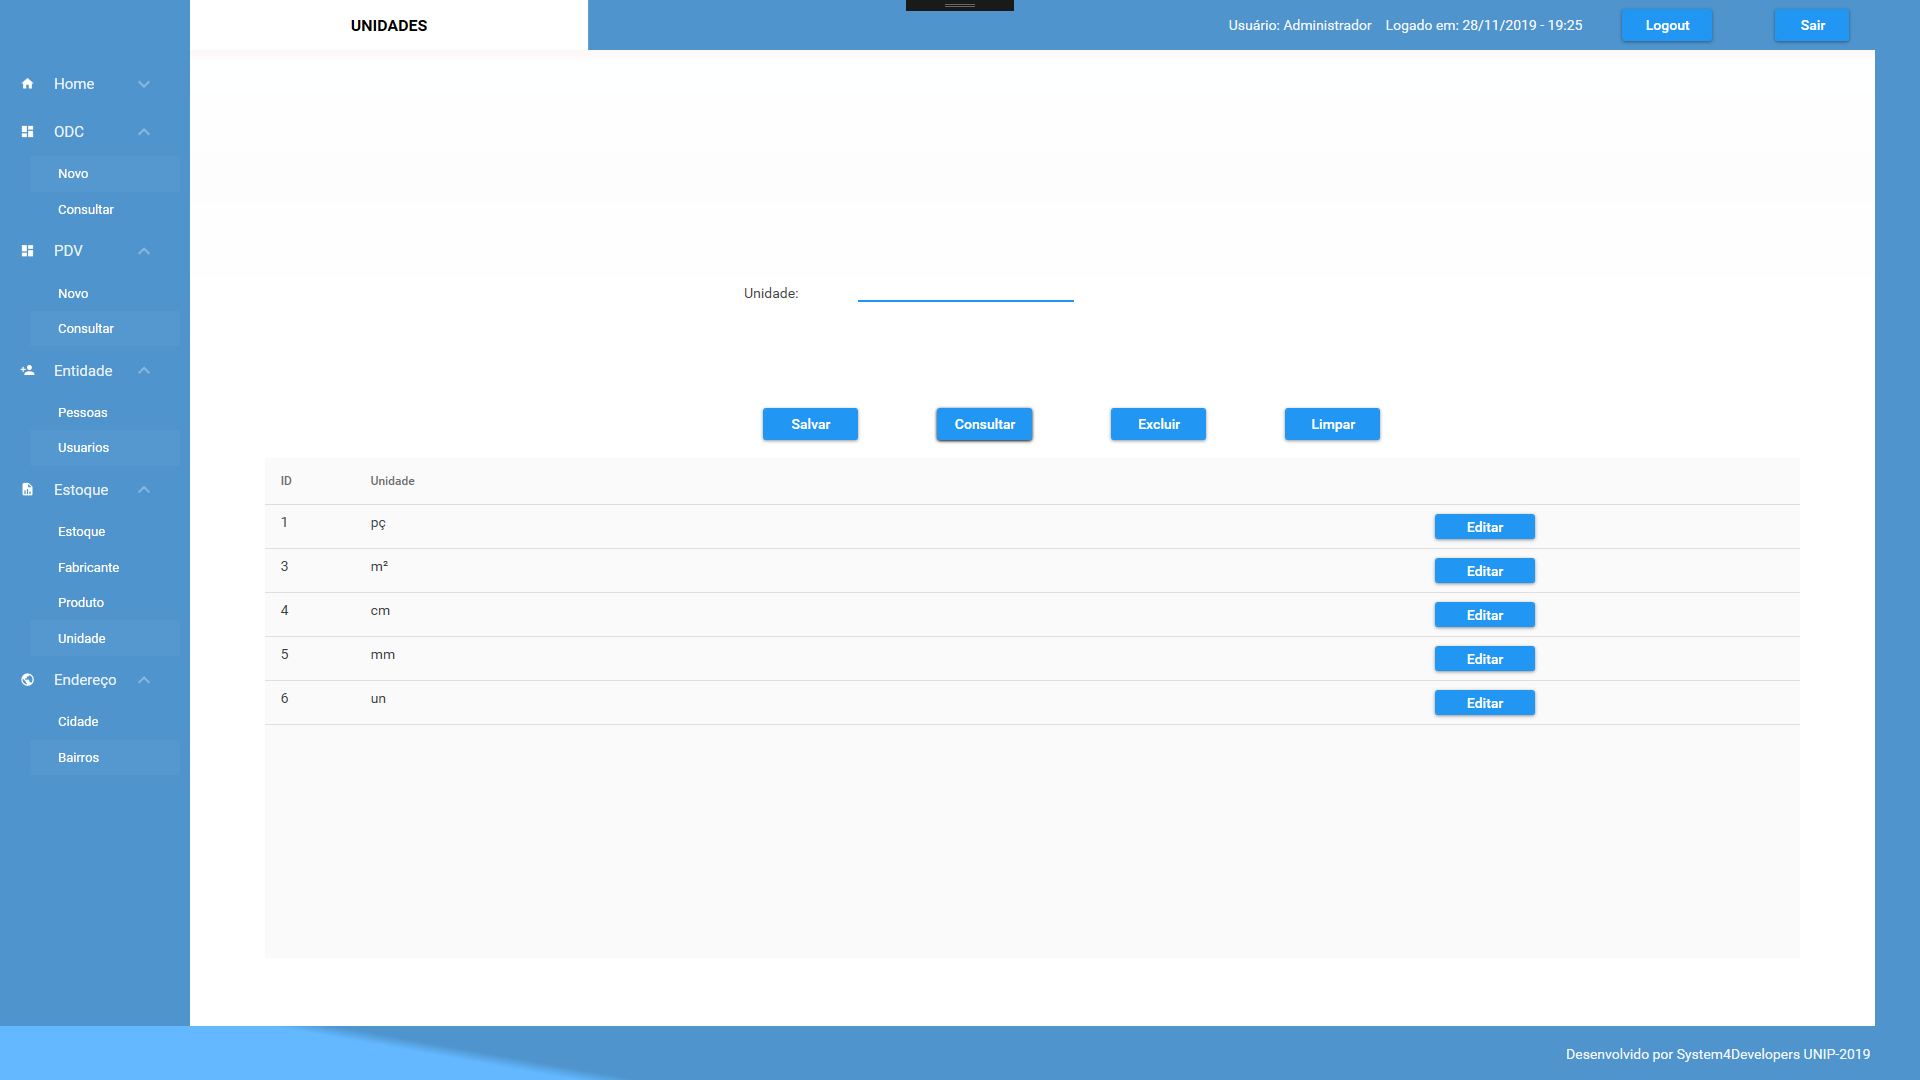 UNIDADES
Usuário: Administrador Logado em: 28/11/2019 - 19:25 Logout Sair
Home
ODC
Novo
Consultar
PDV
Novo
Consultar
Entidade
Pessoas
Usuarios
Estoque
Estoque
Fabricante
Produto
Unidade
Endereço
Cidade
Bairros
Unidade:
Salvar Consultar Excluir Limpar
ID Unidade
1 pç Editar
3 m² Editar
4 cm Editar
5 mm Editar
6 un Editar
Desenvolvido por System4Developers UNIP-2019